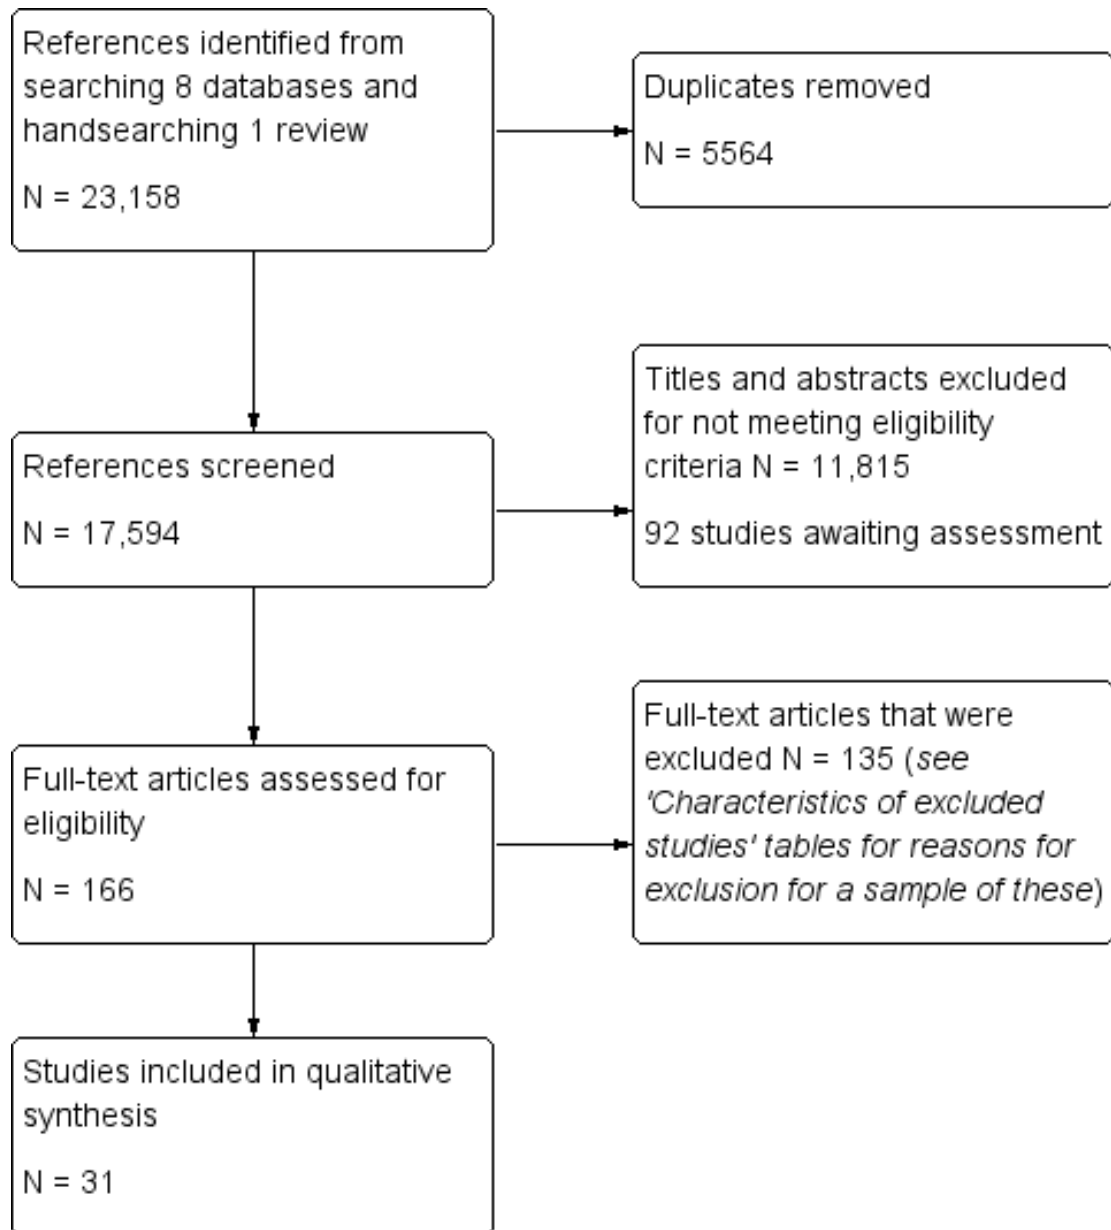 References identified from
searching 8 databases and
handsearching 1 review
N = 23,158
Duplicates removed
N = 5564
References screened
N = 17,594
Titles and abstracts excluded
for not meeting eligibility
criteria N = 11,815
92 studies awaiting assessment
Full-text articles assessed for
eligibility
N = 166
Full-text articles that were
excluded N = 135 (see
'Characteristics of excluded
studies' tables for reasons for
exclusion for a sample of these)
Studies included in qualitative
synthesis
N = 31